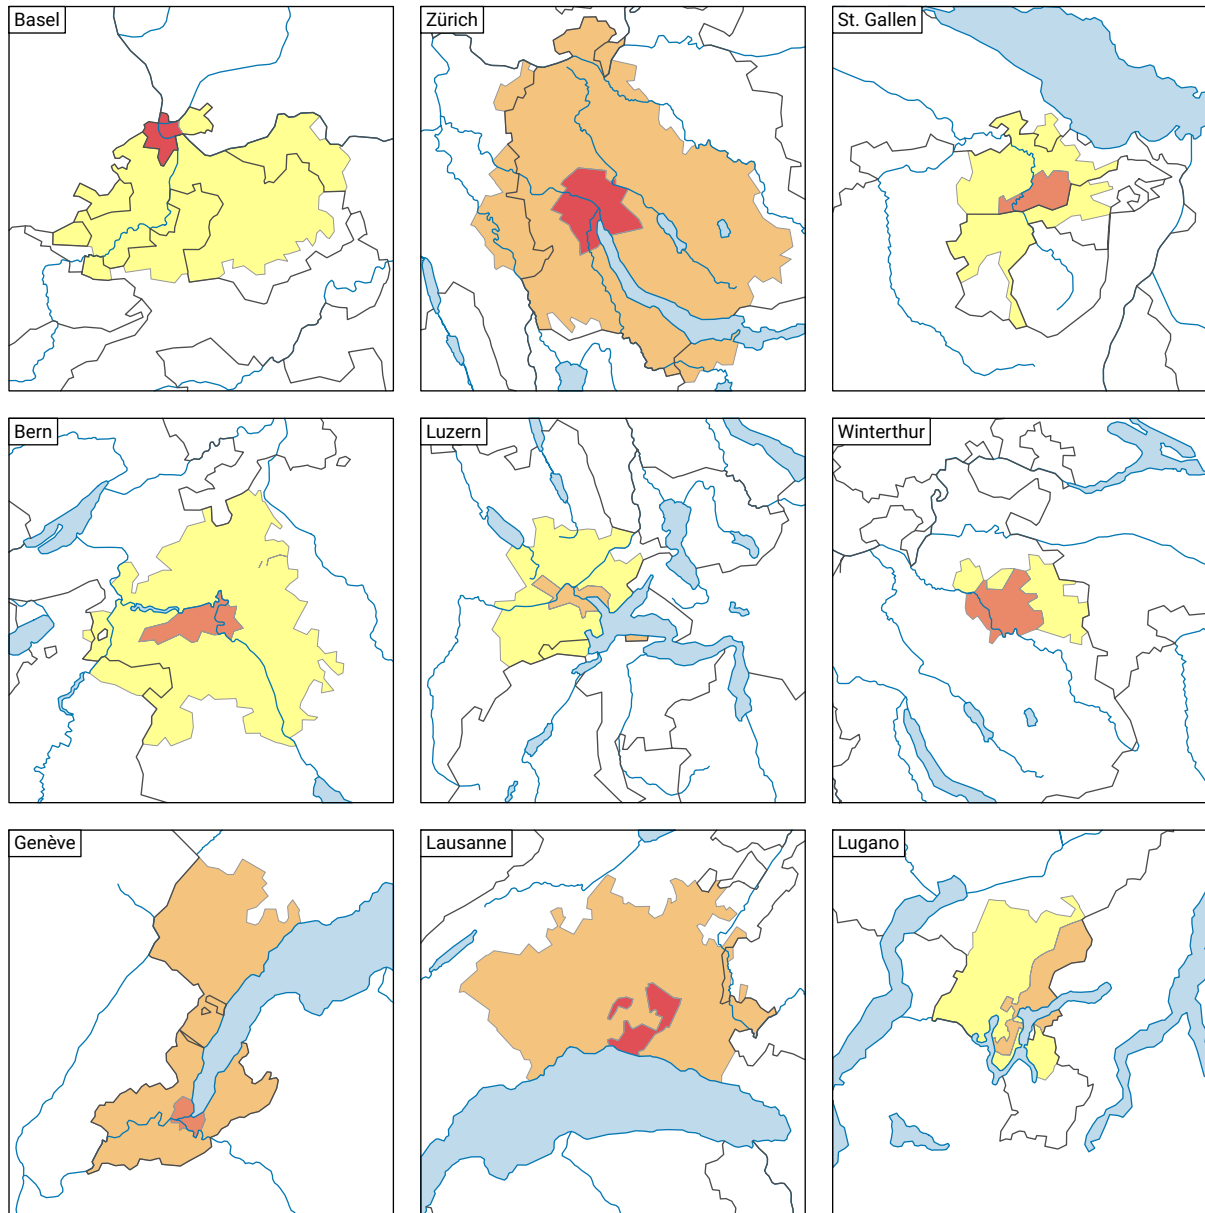 Basel
Zürich
St. Gallen
Bern
Luzern
Winterthur
Genève
Lausanne
Lugano